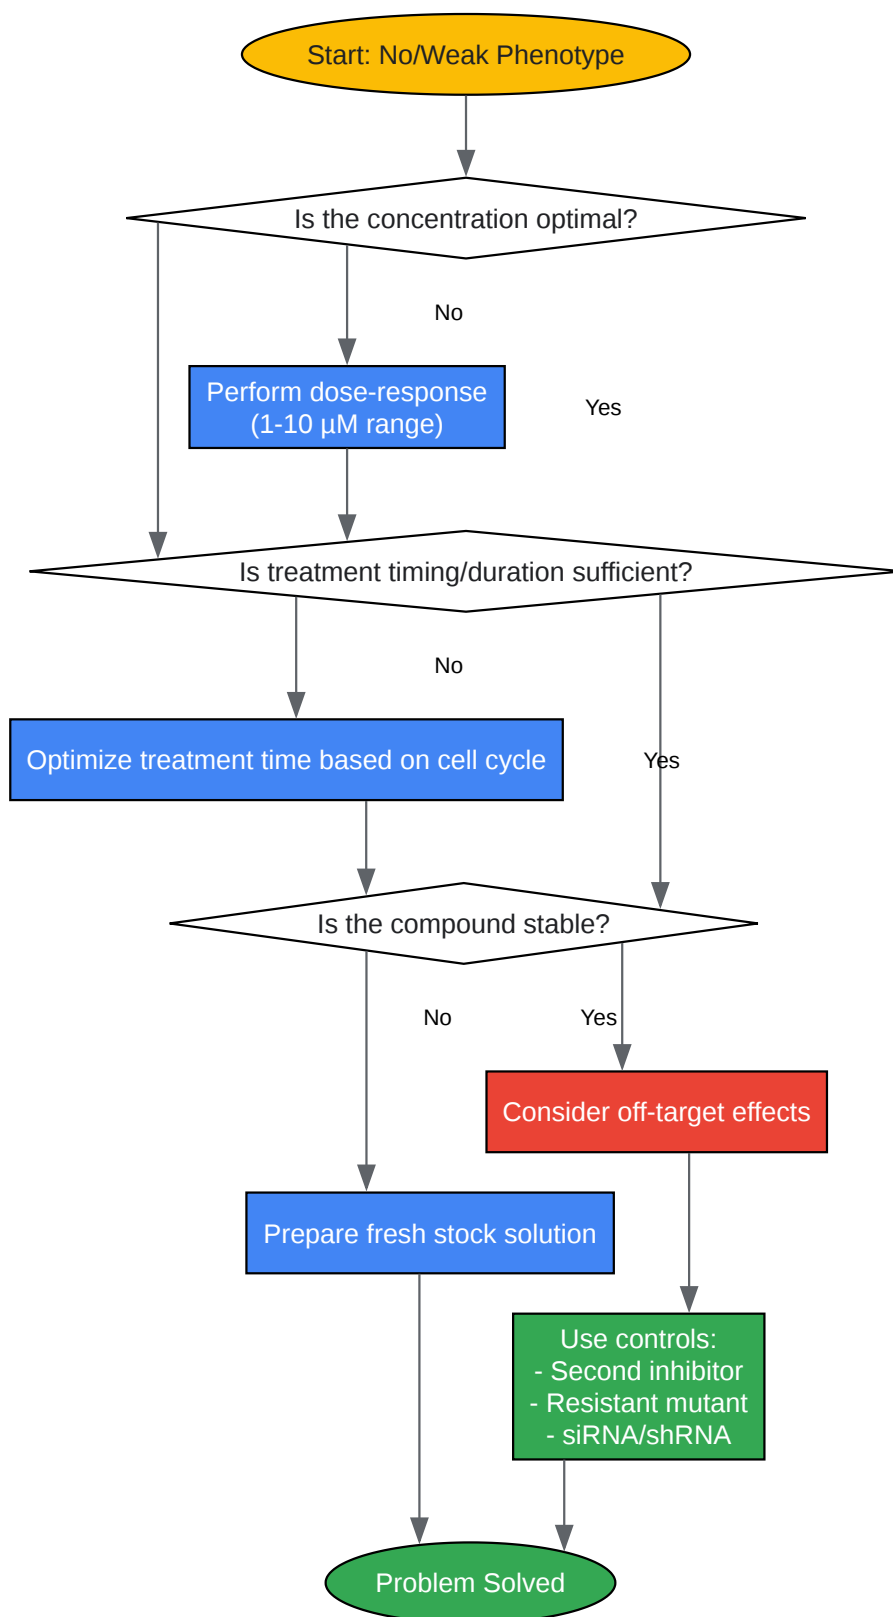 Start: No/Weak Phenotype
Is the concentration optimal?
No
Perform dose-response
(1-10 µM range)
Yes
Is treatment timing/duration sufficient?
No
Optimize treatment time based on cell cycle
Yes
Is the compound stable?
No
Yes
Consider off-target effects
Prepare fresh stock solution
Use controls:
- Second inhibitor
- Resistant mutant
- siRNA/shRNA
Problem Solved